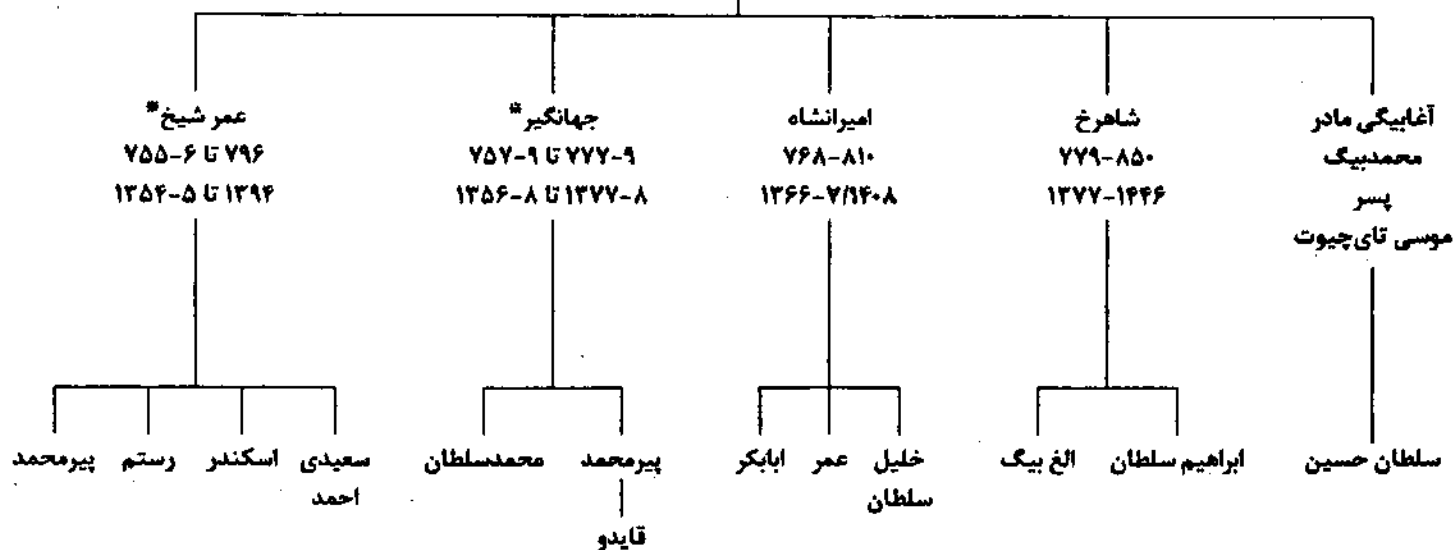 آغابیگی مادر
محمدبیگ
پسر
موسی تای‌چیوت
شاهرخ
۷۷۹-۸۵۰
۱۳۷۷-۱۴۴۶
امیرانشاه
۷۶۸-۸۱۰
۱۳۶۶-۷/۱۴۰۸
جهانگیر*
۷۵۷-۹ تا ۷۷۷-۹
۱۳۵۶-۸ تا ۱۳۷۷-۸
عمر شیخ*
۷۵۵-۶ تا ۷۹۶
۱۳۵۴-۵ تا ۱۳۹۴
سلطان حسین
ابراهیم سلطان
الغ بیگ
خلیل
سلطان
عمر
ابابکر
پیرمحمد
محمدسلطان
قایدو
سعیدی
احمد
اسکندر
رستم
پیرمحمد